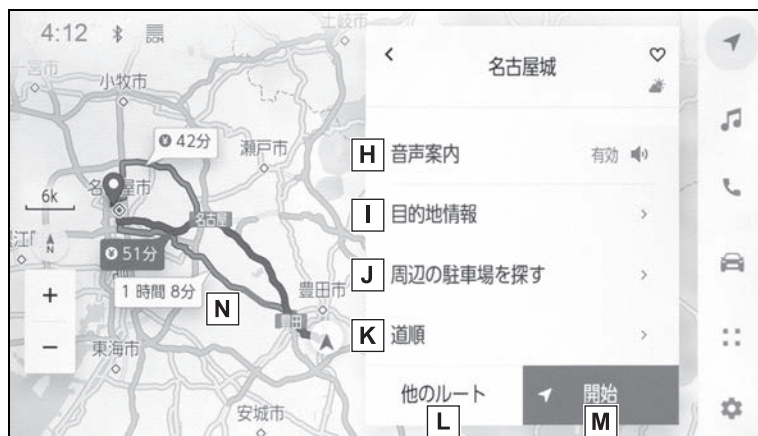 4:12
DCM
土岐市
一宮市
小牧市
¥ 42分
瀬戸市
名 屋市
6k
名古屋
N
¥ 51分
1 時間 8分
N
豊田市
+
−
東海市
安城市
名古屋城
H 音声案内 有効
I 目的地情報
J 周辺の駐車場を探す
K 道順
他のルート 開始
L M